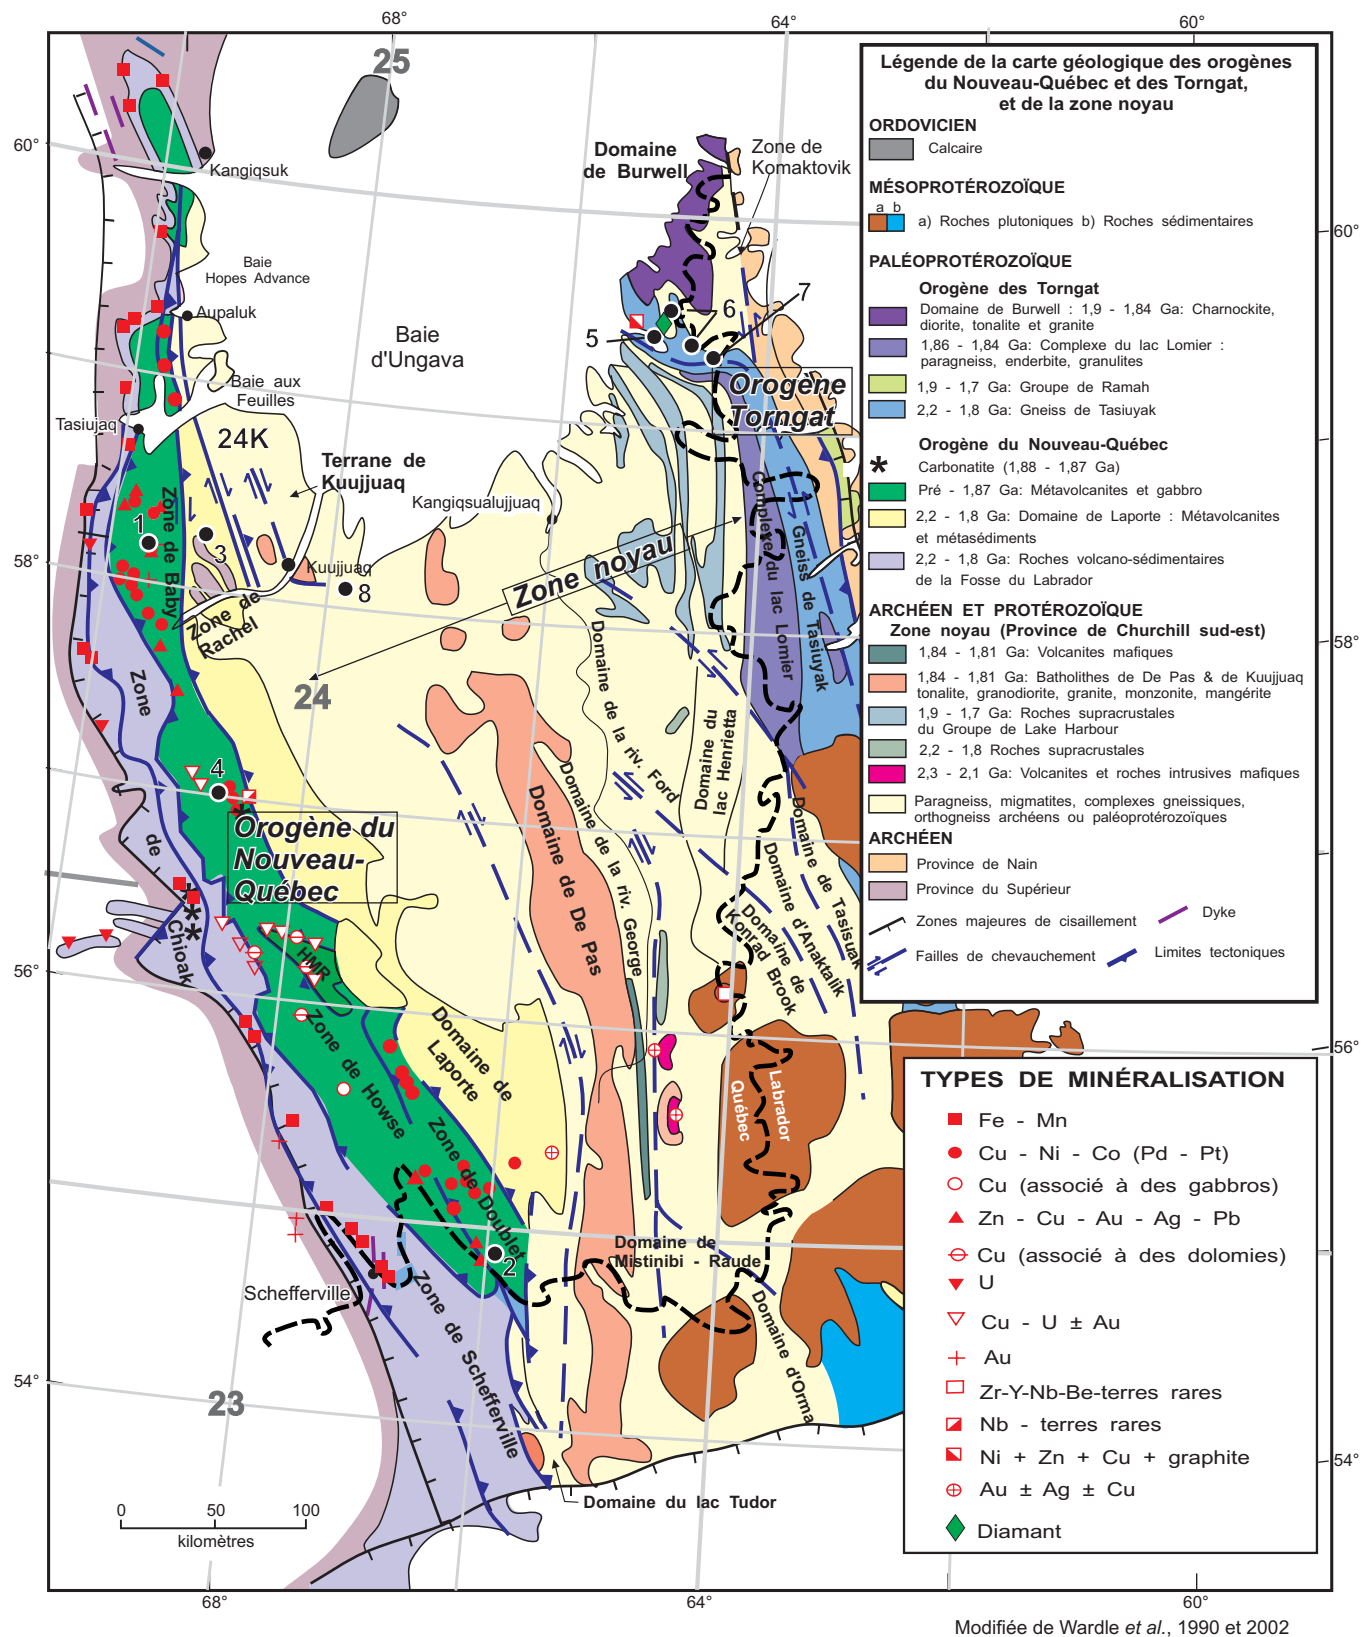 68°
64°
60°
25
60°
Kangiqsuk
Baie
Hopes Advance
Aupaluk
Baie
d'Ungava
Baie aux
Feuilles
Tasiujaq
24K
Terrane de
Kuujjuaq
Kangiqsualujjuaq
Domaine
de Burwell
Zone de
Komaktovik
5
6
7
Orogène
Torngat
1
Zone de Baby
3
Kuujjuaq
8
58°
Zone de
Rachel
Zone noyau
24
Complexe du lac Lomier
Gneiss de Tasiuyak
Domaine de la riv. Ford
Domaine du
lac Henrietta
Domaine de la riv. George
Domaine de De Pas
Domaine de Tasisuak
Domaine d'Anaktalik
Domaine de
Konrad Brook
4
Orogène du
Nouveau-
Québec
Zone de Chioak
HMR
56°
Zone de Howse
Domaine de
Laporte
Zone de Doublet
2
Québec
Labrador
Domaine de
Mistinibi - Raude
Schefferville
Zone de Schefferville
Domaine d'Orma
54°
23
Domaine du lac Tudor
0 50 100
kilomètres
68°
64°
60°
60°
58°
56°
54°
Légende de la carte géologique des orogènes
du Nouveau-Québec et des Torngat,
et de la zone noyau
ORDOVICIEN
Calcaire
MÉSOPROTÉROZOÏQUE
a b
a) Roches plutoniques b) Roches sédimentaires
PALÉOPROTÉROZOÏQUE
Orogène des Torngat
Domaine de Burwell : 1,9 - 1,84 Ga: Charnockite,
diorite, tonalite et granite
1,86 - 1,84 Ga: Complexe du lac Lomier :
paragneiss, enderbite, granulites
1,9 - 1,7 Ga: Groupe de Ramah
2,2 - 1,8 Ga: Gneiss de Tasiuyak
Orogène du Nouveau-Québec
* Carbonatite (1,88 - 1,87 Ga)
Pré - 1,87 Ga: Métavolcanites et gabbro
2,2 - 1,8 Ga: Domaine de Laporte : Métavolcanites
et métasédiments
2,2 - 1,8 Ga: Roches volcano-sédimentaires
de la Fosse du Labrador
ARCHÉEN ET PROTÉROZOÏQUE
Zone noyau (Province de Churchill sud-est)
1,84 - 1,81 Ga: Volcanites mafiques
1,84 - 1,81 Ga: Batholithes de De Pas & de Kuujjuaq
tonalite, granodiorite, granite, monzonite, mangérite
1,9 - 1,7 Ga: Roches supracrustales
du Groupe de Lake Harbour
2,2 - 1,8 Roches supracrustales
2,3 - 2,1 Ga: Volcanites et roches intrusives mafiques
Paragneiss, migmatites, complexes gneissiques,
orthogneiss archéens ou paléoprotérozoïques
ARCHÉEN
Province de Nain
Province du Supérieur
Zones majeures de cisaillement
Dyke
Failles de chevauchement
Limites tectoniques
TYPES DE MINÉRALISATION
Fe - Mn
Cu - Ni - Co (Pd - Pt)
Cu (associé à des gabbros)
Zn - Cu - Au - Ag - Pb
Cu (associé à des dolomies)
U
Cu - U ± Au
Au
Zr-Y-Nb-Be-terres rares
Nb - terres rares
Ni + Zn + Cu + graphite
Au ± Ag ± Cu
Diamant
Modifiée de Wardle et al., 1990 et 2002